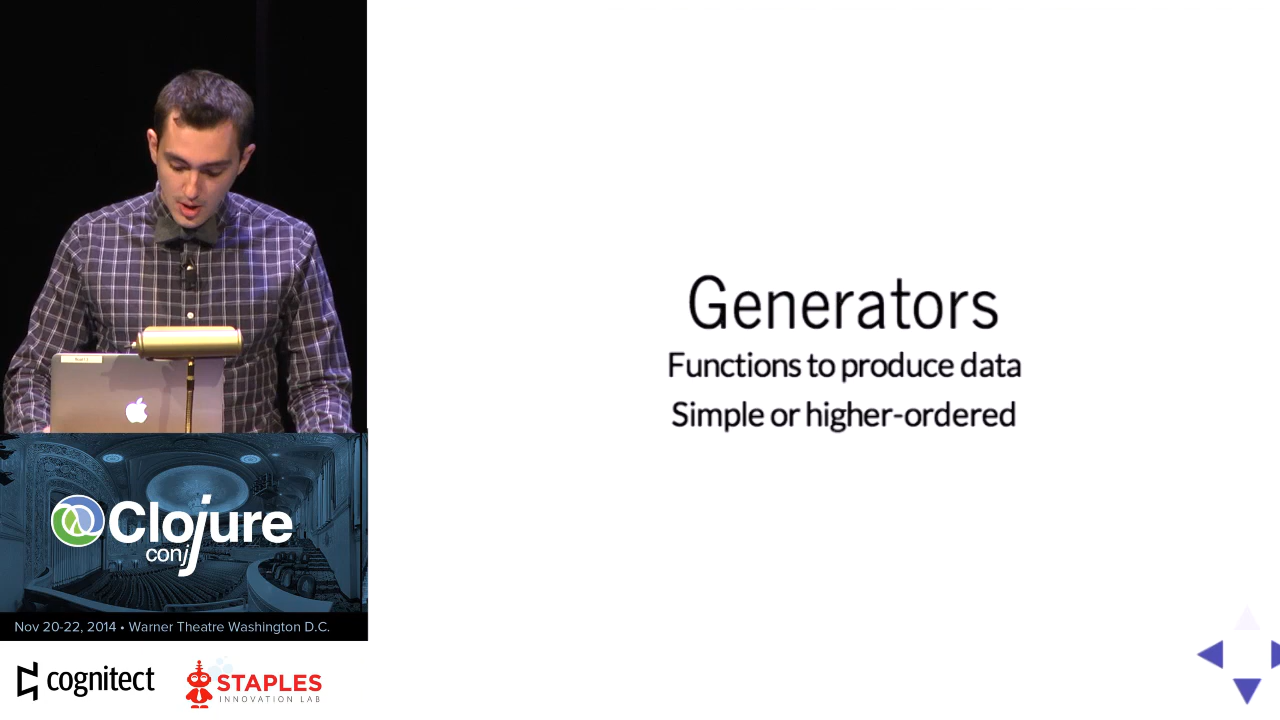 Generators
Functions to produce data
Simple or higher-ordered
Clojure
conj
Nov 20-22, 2014 • Warner Theatre Washington D.C.
cognitect
STAPLES
INNOVATION LAB